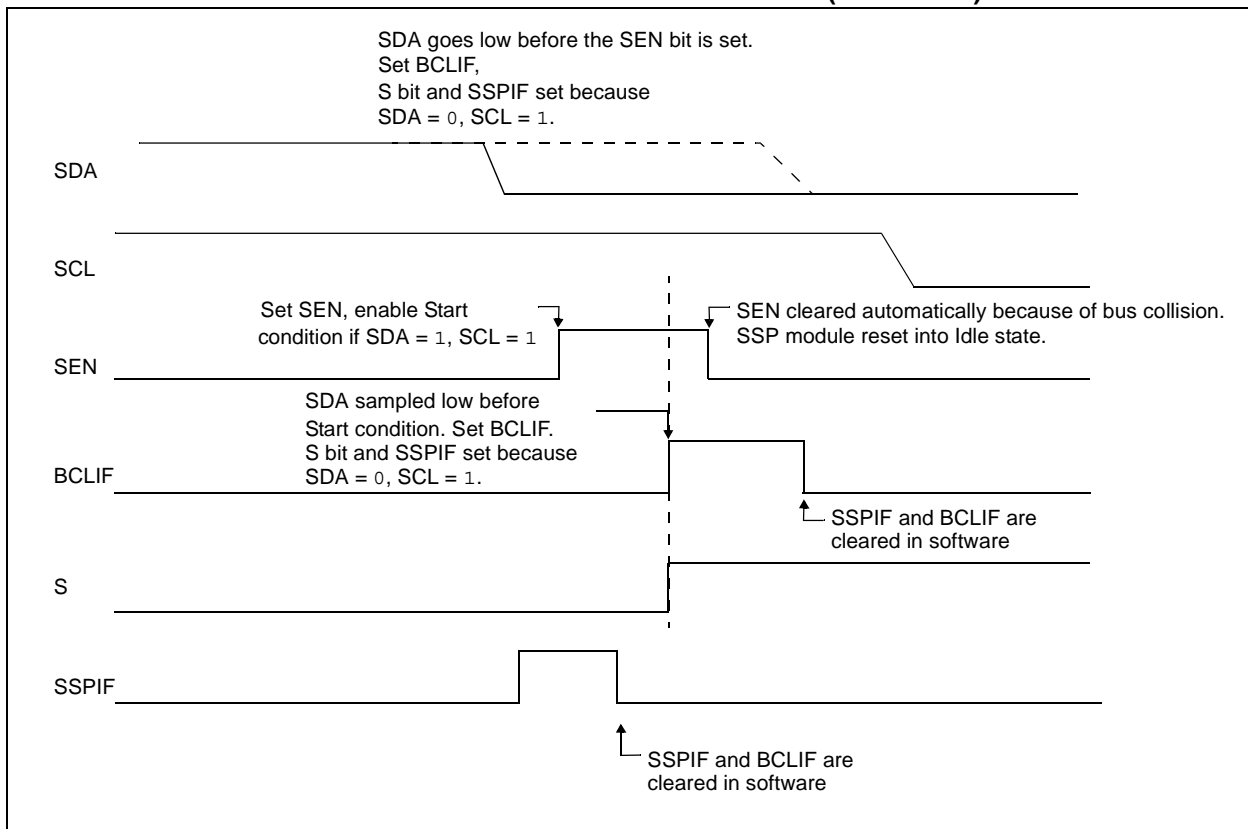 SDA goes low before the SEN bit is set.
Set BCLIF,
S bit and SSPIF set because
SDA = 0, SCL = 1.
SDA
SCL
Set SEN, enable Start
condition if SDA = 1, SCL = 1
SEN cleared automatically because of bus collision.
SSP module reset into Idle state.
SEN
SDA sampled low before
Start condition. Set BCLIF.
S bit and SSPIF set because
SDA = 0, SCL = 1.
BCLIF
SSPIF and BCLIF are
cleared in software
S
SSPIF
SSPIF and BCLIF are
cleared in software